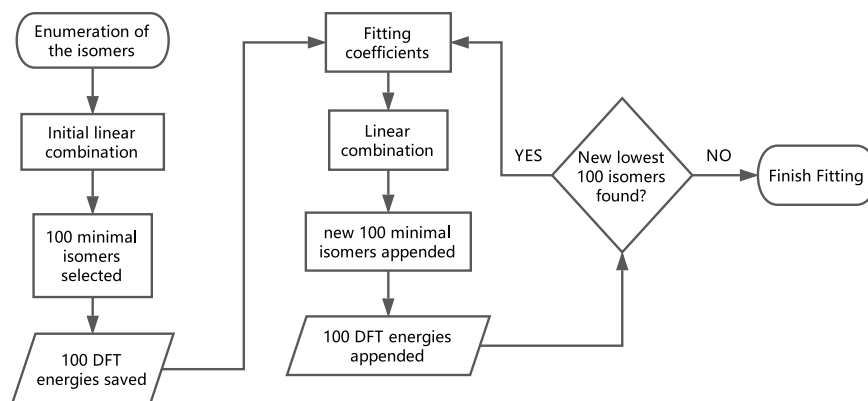 Enumeration of
the isomers
Initial linear
combination
100 minimal
isomers
selected
100 DFT
energies saved
Fitting
coefficients
Linear
combination
new 100 minimal
isomers appended
100 DFT energies
appended
New lowest
100 isomers
found?
YES
NO
Finish Fitting